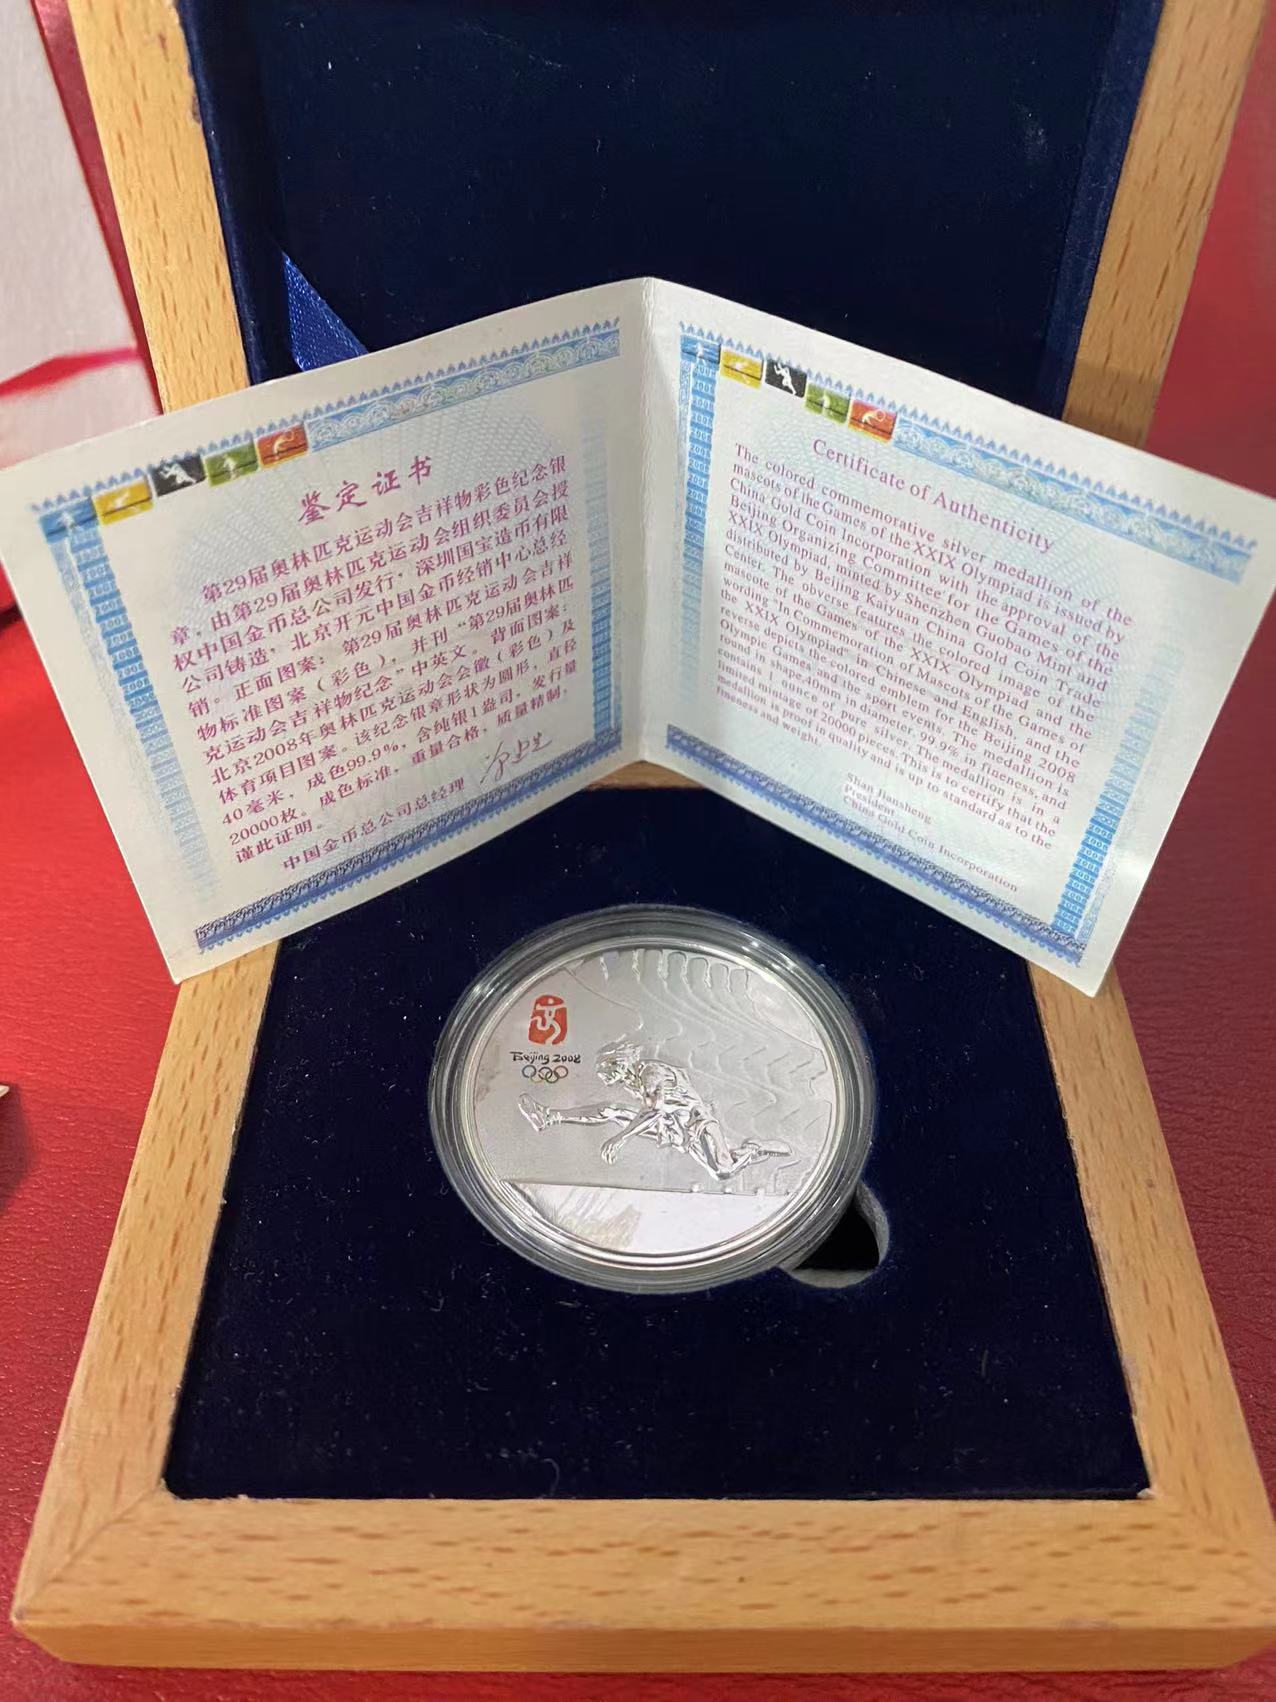 鉴定证书
第29届奥林匹克运动会吉祥物彩色纪念银
章,由第29届奥林匹克运动会组织委员会授
权中国金币总公司发行,深圳国宝造币有限
公司铸造,北京开元中国金币经销中心总经
销。正面图案:第29届奥林匹克运动会吉祥
物标准图案(彩色),并刊“第29届奥林匹
克运动会吉祥物纪念”中英文。背面图案:
北京2008年奥林匹克运动会会徽(彩色)及
体育项目图案。该纪念银章形状为圆形,直径
40毫米,成色99.9%,含纯银1盎司,发行量
20000枚。成色标准,重量合格,质量精制,
谨此证明。
中国金币总公司总经理
Certificate of Authenticity
The colored commemorative silver medallion of the
mascots of the Games of the XXIX Olympiad is issued by
China Gold Coin Incorporation with the approval of the
Beijing Organizing Committee for the Games of the
XXIX Olympiad, minted by Shenzhen Guobao Mint and
distributed by Beijing Kaiyuan China Gold Coin Trade
Center. The obverse features the colored image of the
mascots of the Games of the XXIX Olympiad and the
wording "In Commemoration of Mascots of the Games of
the XXIX Olympiad" in Chinese and English, and the
reverse depicts the colored emblem for the Beijing 2008
Olympic Games and the sport events. The medallion is
round in shape,40mm in diameter, 99.9% in fineness, and
contains 1 ounce of pure silver. The medallion is in a
limited mintage of 20000 pieces. This is to certify that the
medallion is proof in quality and is up to standard as to the
fineness and weight.
Shan Jiansheng
President
China Gold Coin Incorporation
Beijing 2008